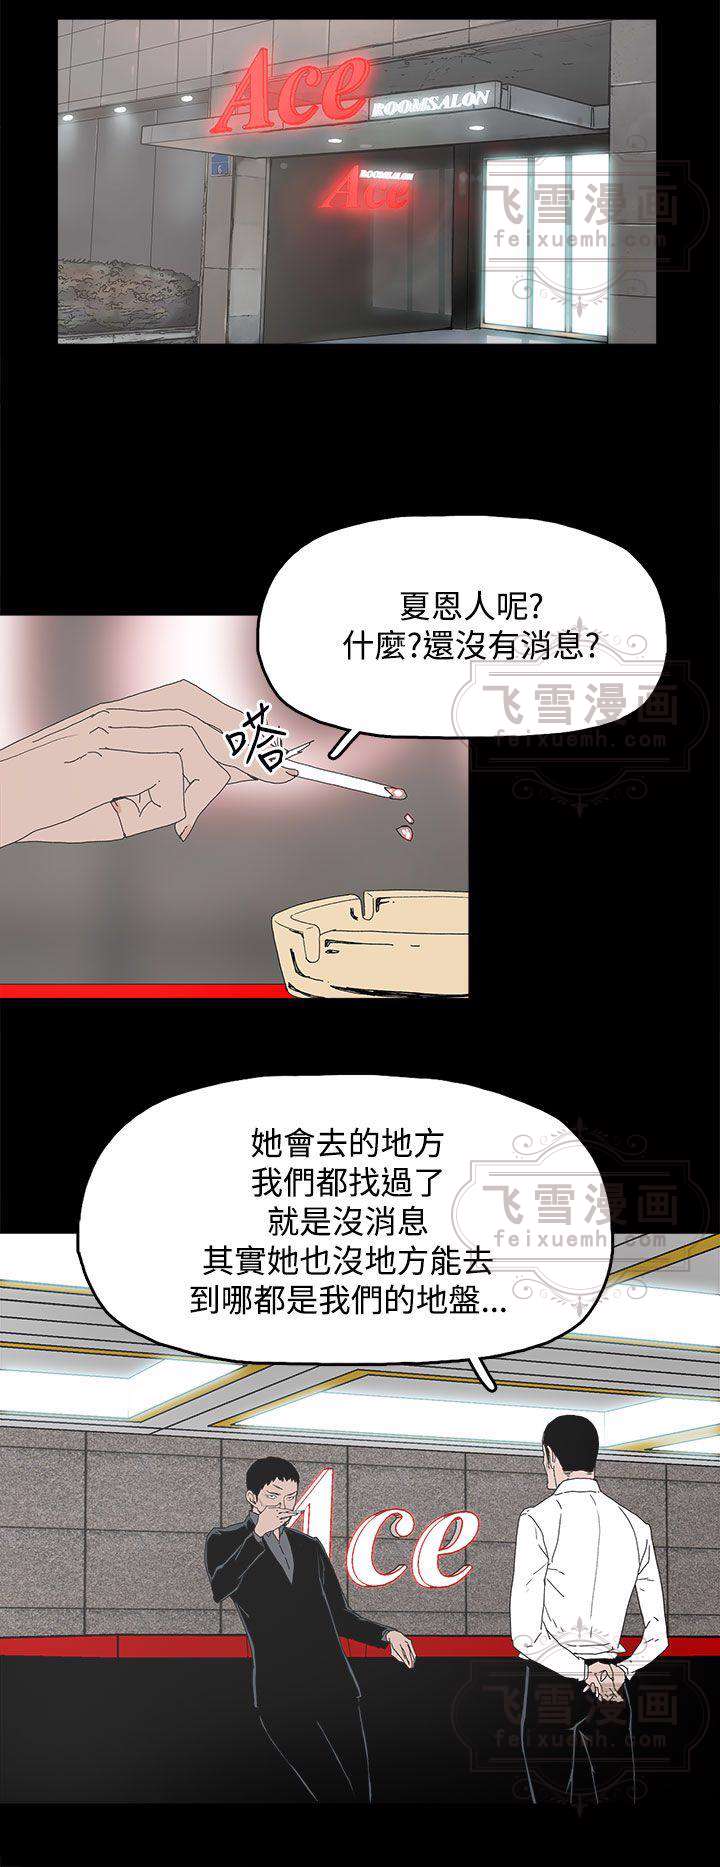 Ace
ROOMSALON
ROOMSALON
Ace
6
飞雪漫画
feixuemh.com
夏恩人呢?
什麼?還沒有消息?
嗒
飞雪漫画
feixuemh.com
她會去的地方
我們都找過了
就是沒消息
其實她也沒地方能去
到哪都是我們的地盤...
飞雪漫画
feixuemh.com
Ace
飞雪漫画
feixuemh.com